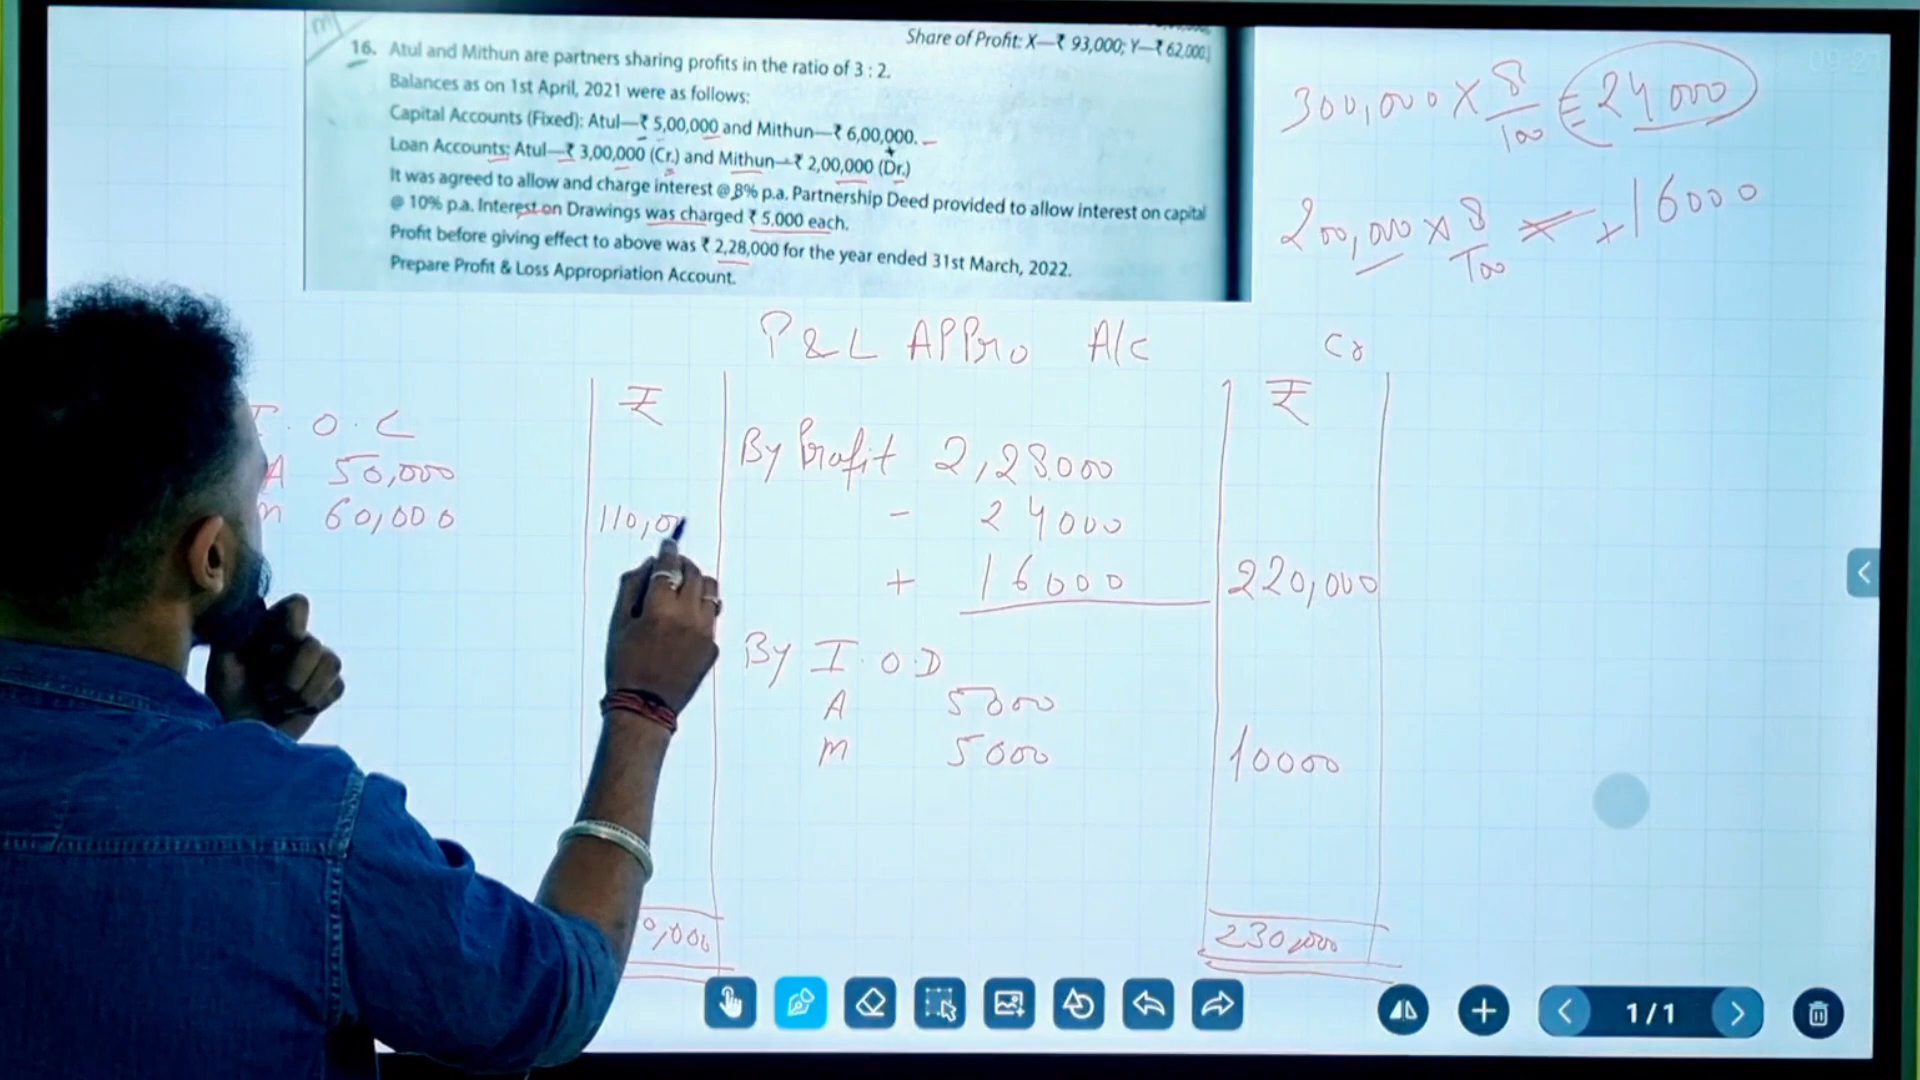 Share of Profit: X—₹ 93,000; Y—₹ 62,000]
16. Atul and Mithun are partners sharing profits in the ratio of 3 : 2.
Balances as on 1st April, 2021 were as follows:
Capital Accounts (Fixed): Atul—₹ 5,00,000 and Mithun—₹ 6,00,000.
Loan Accounts: Atul—₹ 3,00,000 (Cr.) and Mithun—₹ 2,00,000 (Dr.)
It was agreed to allow and charge interest @ 8% p.a. Partnership Deed provided to allow interest on capital
@ 10% p.a. Interest on Drawings was charged ₹ 5,000 each.
Profit before giving effect to above was ₹ 2,28,000 for the year ended 31st March, 2022.
Prepare Profit & Loss Appropriation Account.
300,000 × 8/100 = 24000
200,000 × 8/100 = +16000
P&L APPro A/c Cr
₹ ₹
I.O.C
A 50,000
m 60,000 110,0
By Profit 2,28000
- 24000
+ 16000 220,000
By I.O.D
A 5000
m 5000 10000
0,000 230,000
1/1